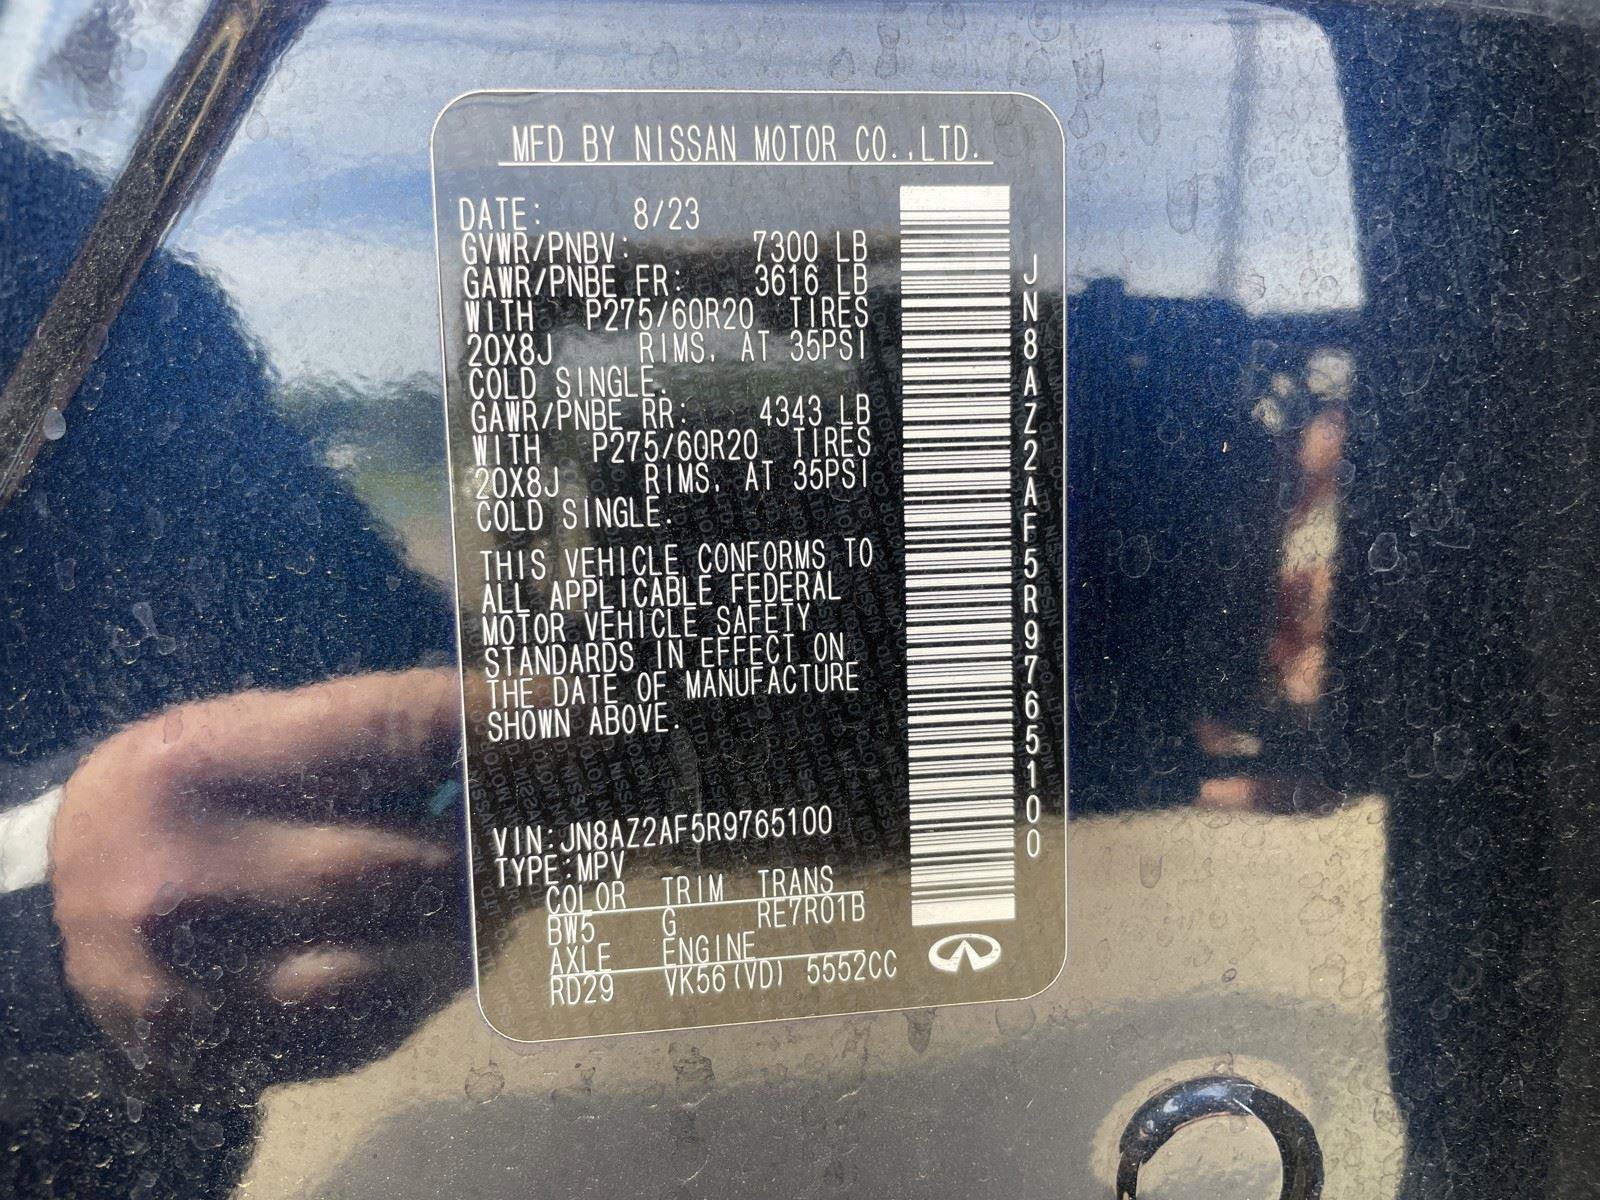 MFD BY NISSAN MOTOR CO.,LTD.
DATE: 8/23
GVWR/PNBV: 7300 LB
GAWR/PNBE FR: 3616 LB
WITH P275/60R20 TIRES
20X8J RIMS, AT 35PSI
COLD SINGLE.
GAWR/PNBE RR: 4343 LB
WITH P275/60R20 TIRES
20X8J RIMS, AT 35PSI
COLD SINGLE.
THIS VEHICLE CONFORMS TO
ALL APPLICABLE FEDERAL
MOTOR VEHICLE SAFETY
STANDARDS IN EFFECT ON
THE DATE OF MANUFACTURE
SHOWN ABOVE.
VIN:JN8AZ2AF5R9765100
TYPE:MPV
COLOR TRIM TRANS
BW5 G RE7R01B
AXLE ENGINE
RD29 VK56(VD) 5552CC
JN8AZ2AF5R9765100